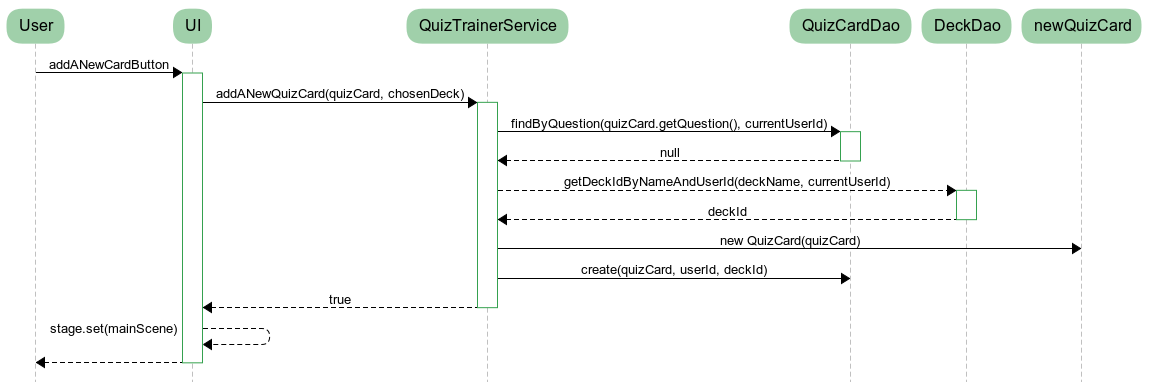 User
UI
QuizTrainerService
QuizCardDao
DeckDao
newQuizCard
addANewCardButton
addANewQuizCard(quizCard, chosenDeck)
findByQuestion(quizCard.getQuestion(), currentUserId)
null
getDeckIdByNameAndUserId(deckName, currentUserId)
deckId
new QuizCard(quizCard)
create(quizCard, userId, deckId)
true
stage.set(mainScene)